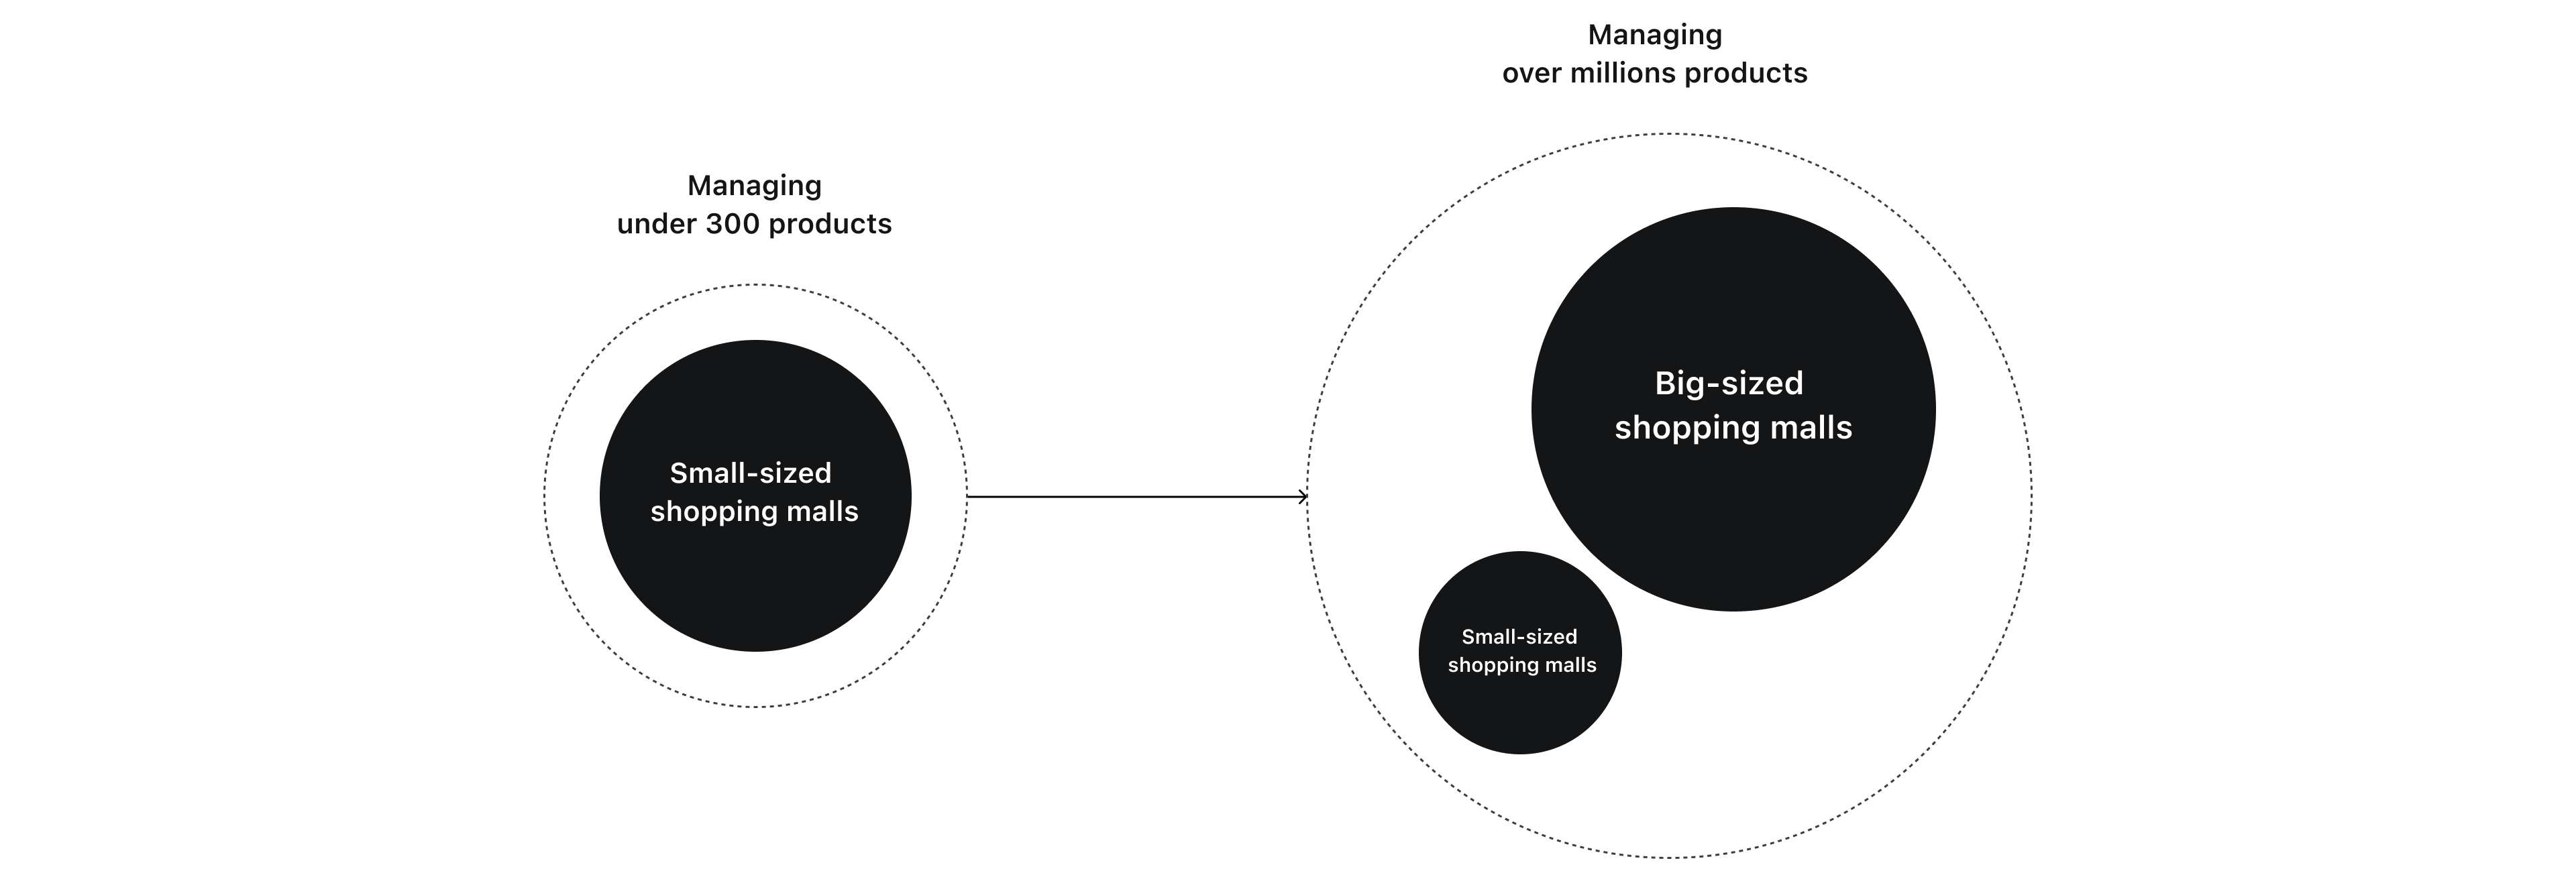 Managing
under 300 products
Small-sized
shopping malls
Managing
over millions products
Big-sized
shopping malls
Small-sized
shopping malls